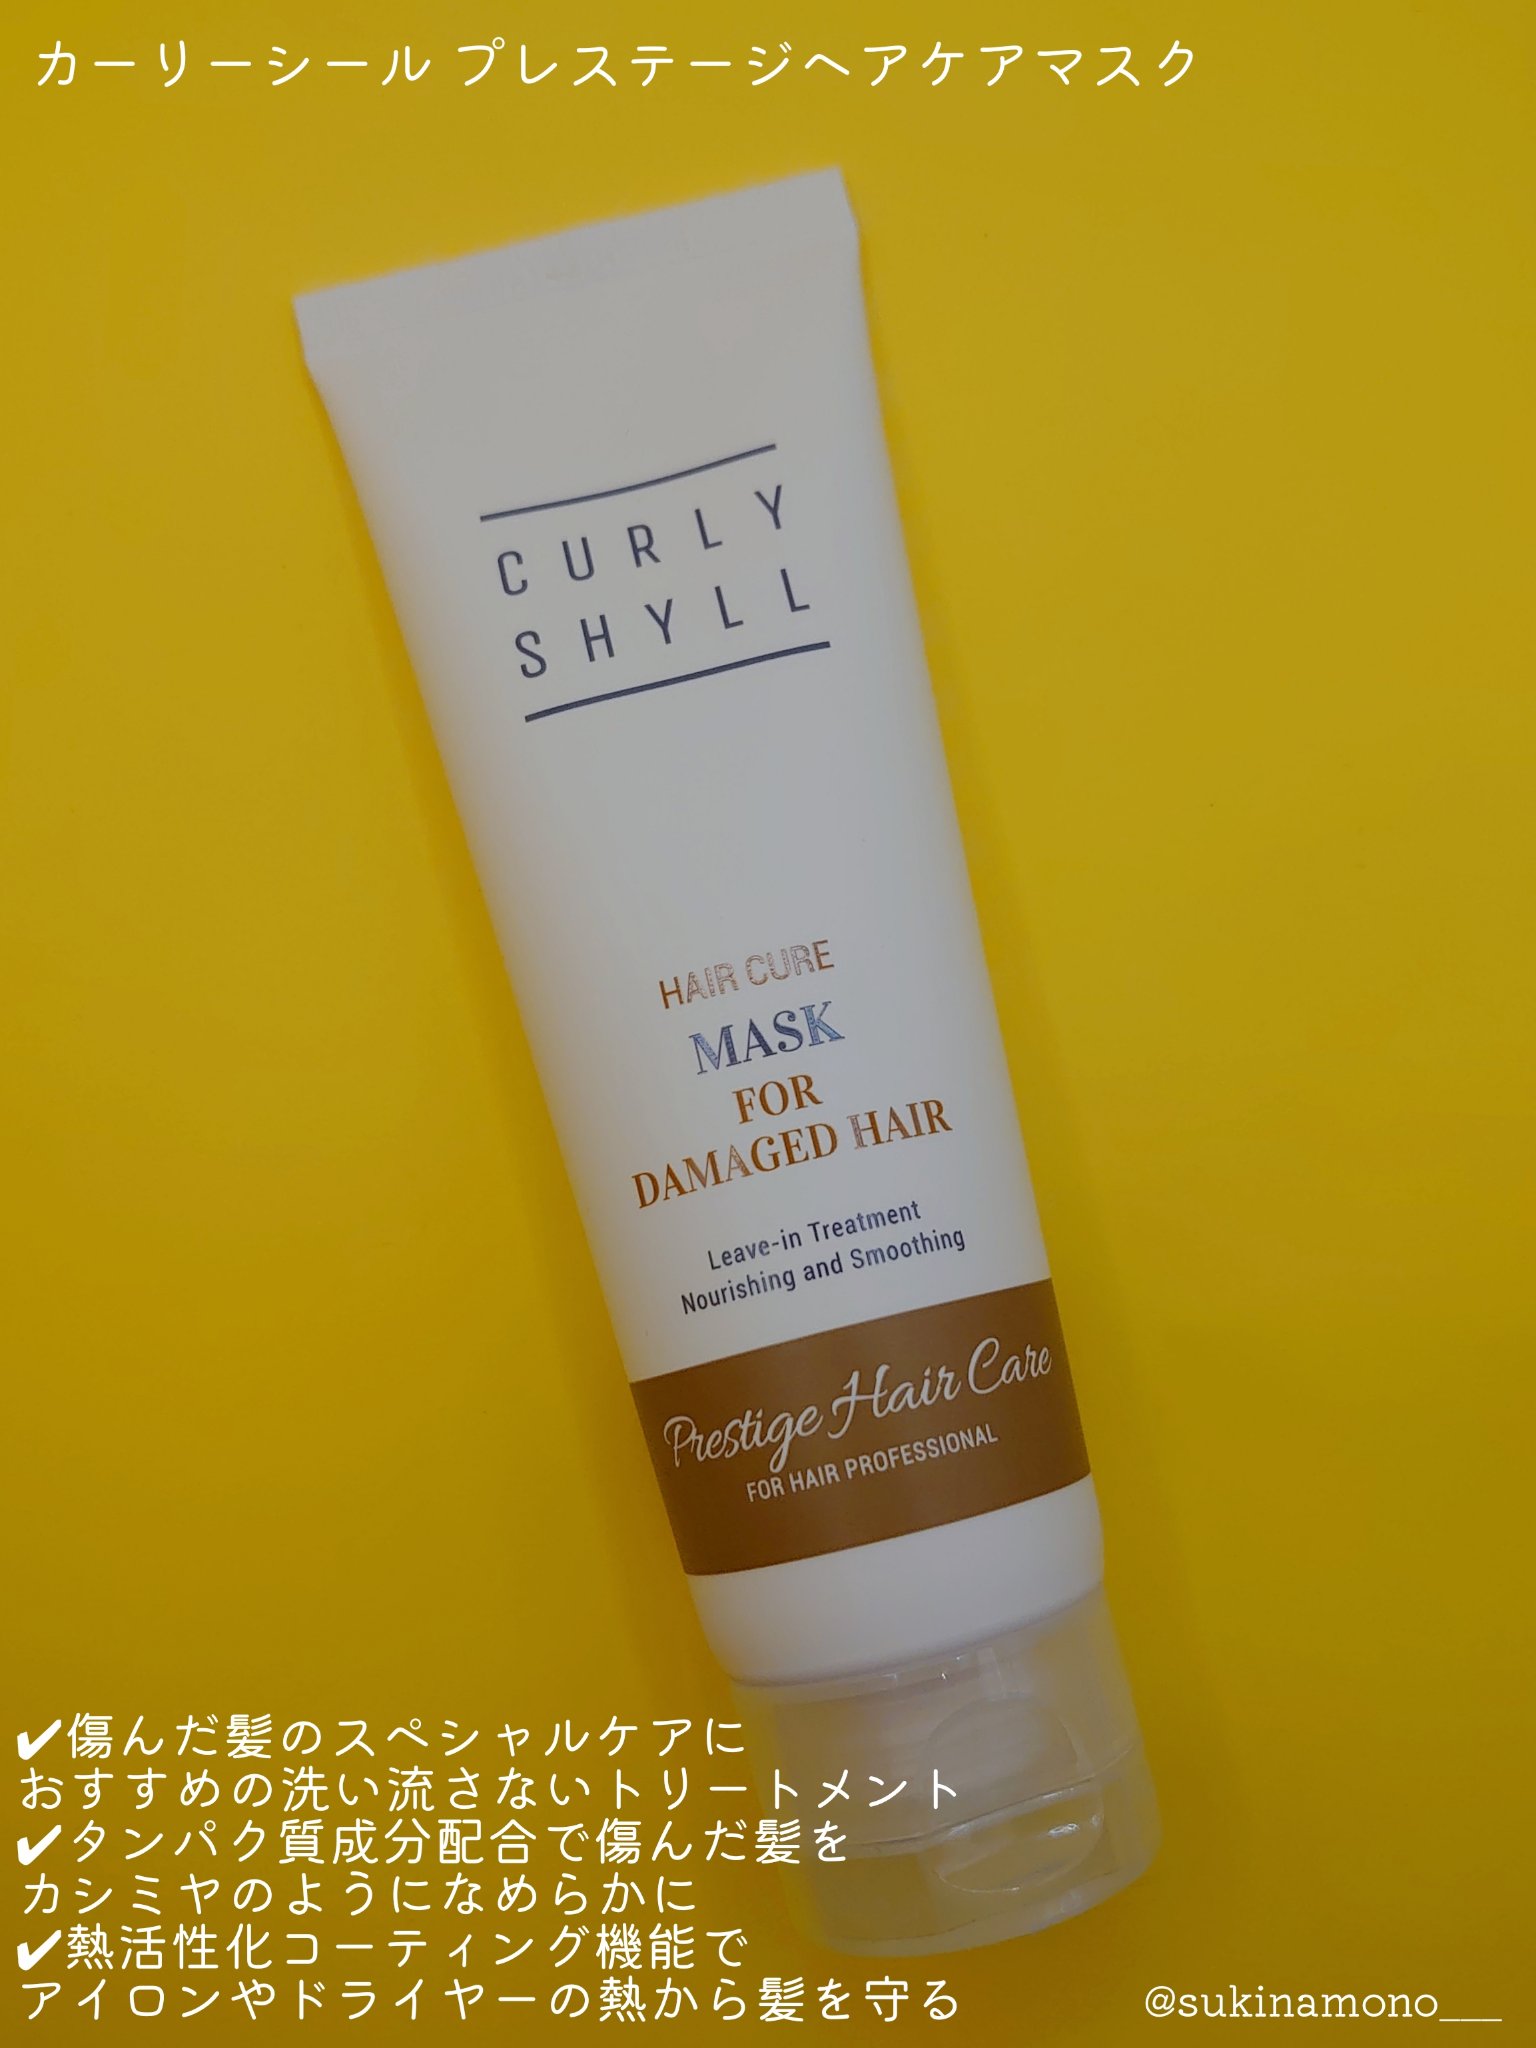 カーリーシール プレステージヘアケアマスク
CURLY
SHYLL
HAIR CURE
MASK
FOR
DAMAGED HAIR
Leave-in Treatment
Nourishing and Smoothing
Prestige Hair Care
FOR HAIR PROFESSIONAL
✔傷んだ髪のスペシャルケアに
おすすめの洗い流さないトリートメント
✔タンパク質成分配合で傷んだ髪を
カシミヤのようになめらかに
✔熱活性化コーティング機能で
アイロンやドライヤーの熱から髪を守る
@sukinamono___